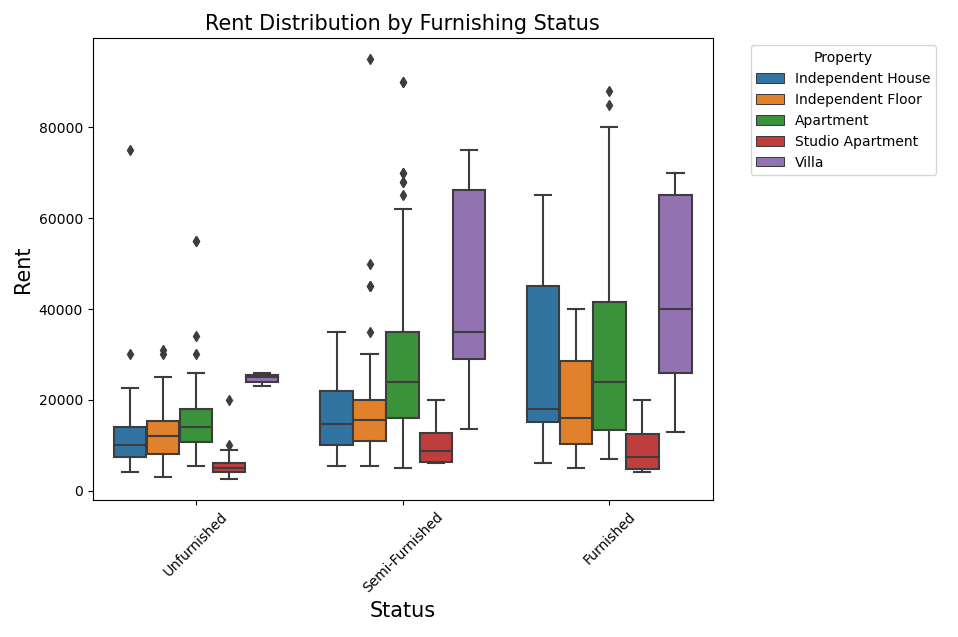 Rent Distribution by Furnishing Status
Property
Independent House
Independent Floor
Apartment
Studio Apartment
Villa
Rent
80000
60000
40000
20000
0
Unfurnished
Semi-Furnished
Furnished
Status